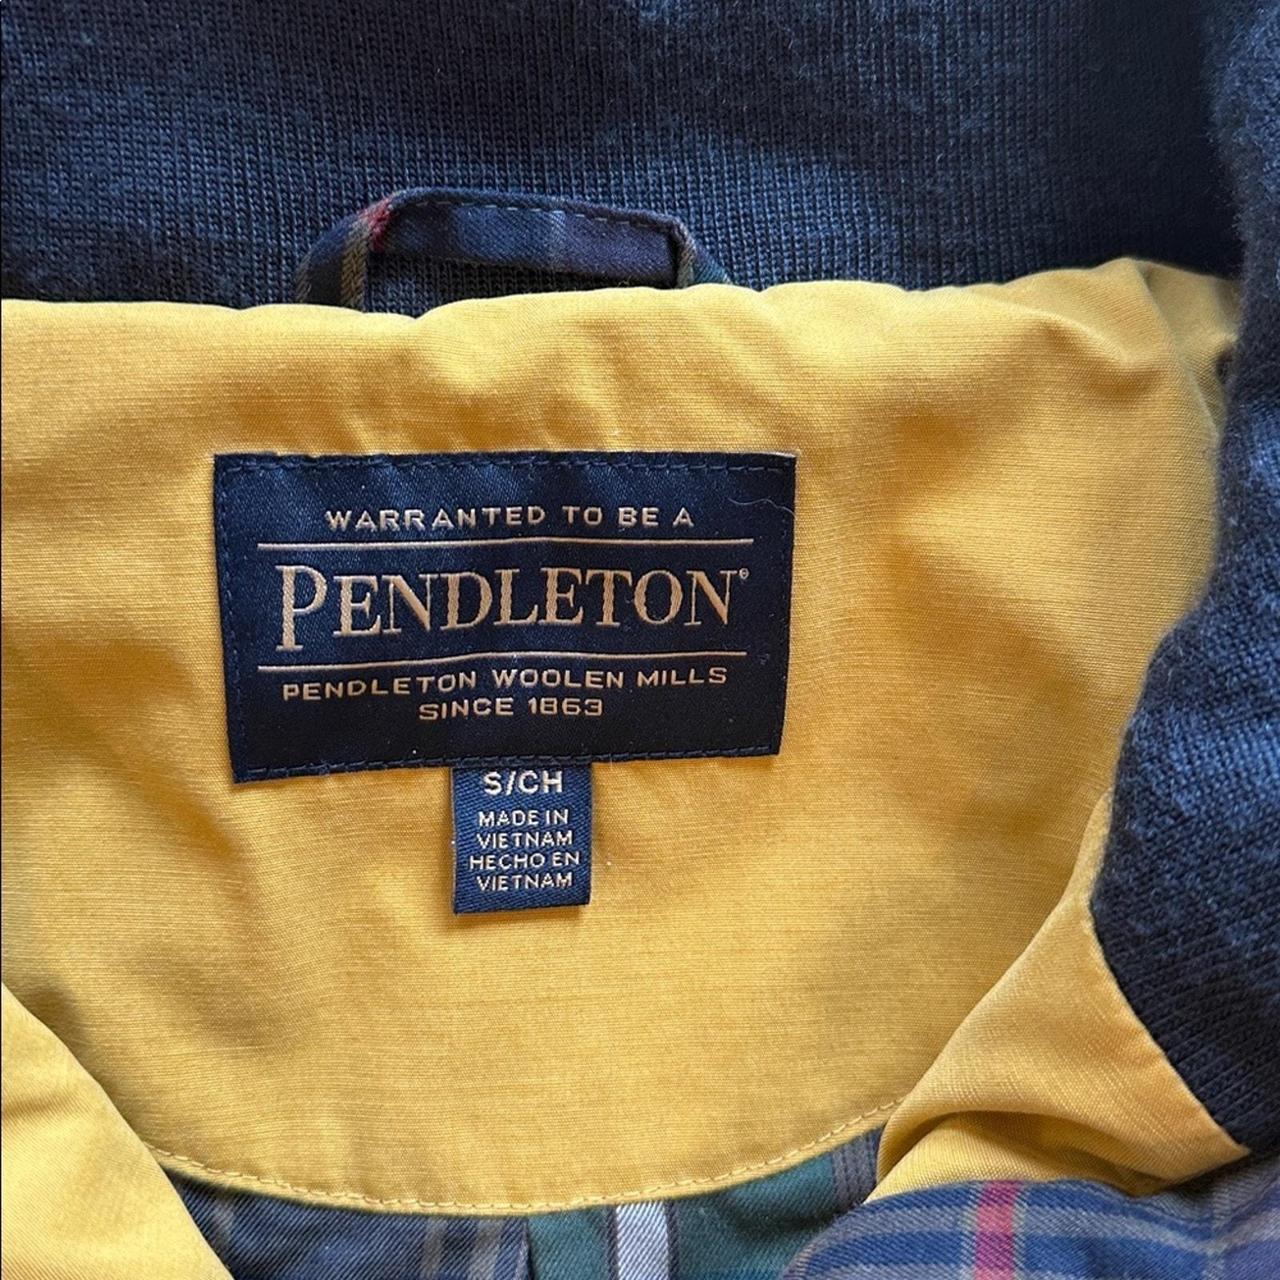 WARRANTED TO BE A
PENDLETON®
PENDLETON WOOLEN MILLS
SINCE 1863
S/CH
MADE IN
VIETNAM
HECHO EN
VIETNAM